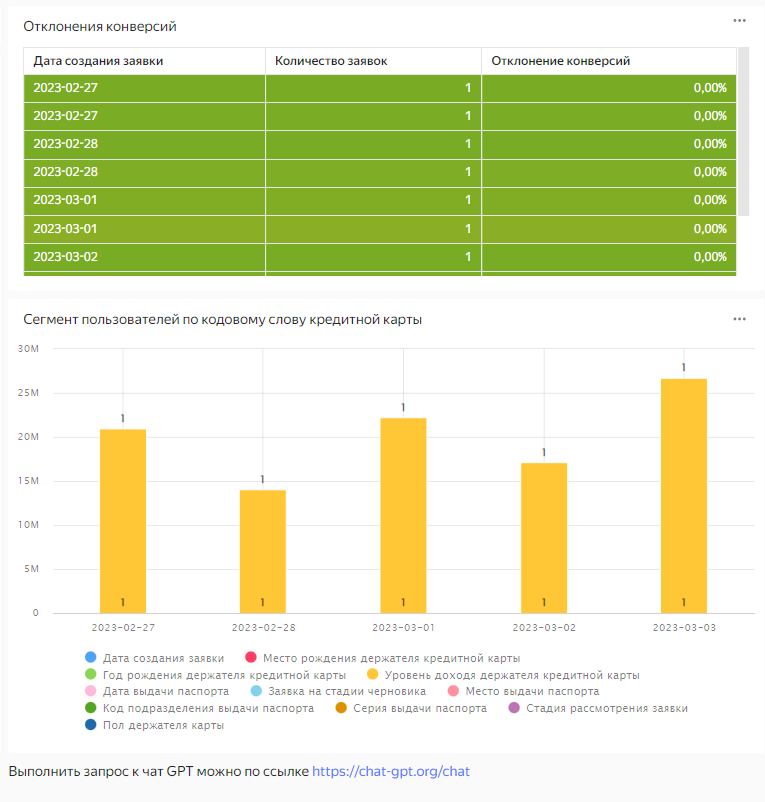 Отклонения конверсий
Дата создания заявки Количество заявок Отклонение конверсий
2023-02-27 1 0,00%
2023-02-27 1 0,00%
2023-02-28 1 0,00%
2023-02-28 1 0,00%
2023-03-01 1 0,00%
2023-03-01 1 0,00%
2023-03-02 1 0,00%
Сегмент пользователей по кодовому слову кредитной карты
30M
1
25M
1
1
20M
1
1
15M
10M
5M
1 1 1 1 1
0
2023-02-27 2023-02-28 2023-03-01 2023-03-02 2023-03-03
Дата создания заявки Место рождения держателя кредитной карты
Год рождения держателя кредитной карты Уровень дохода держателя кредитной карты
Дата выдачи паспорта Заявка на стадии черновика Место выдачи паспорта
Код подразделения выдачи паспорта Серия выдачи паспорта Стадия рассмотрения заявки
Пол держателя карты
Выполнить запрос к чат GPT можно по ссылке https://chat-gpt.org/chat